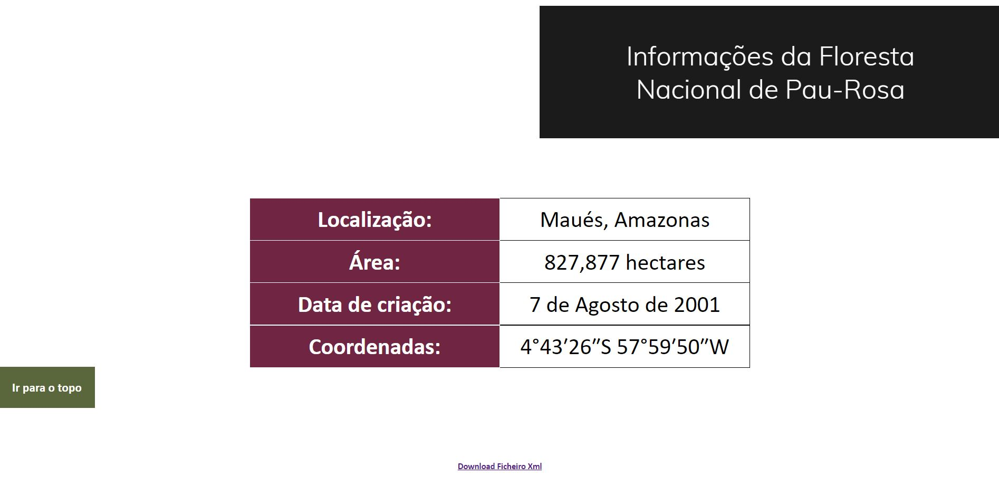 Informações da Floresta
Nacional de Pau-Rosa
Localização: Maués, Amazonas
Área: 827,877 hectares
Data de criação: 7 de Agosto de 2001
Coordenadas: 4°43′26″S 57°59′50″W
Ir para o topo
Download Ficheiro Xml